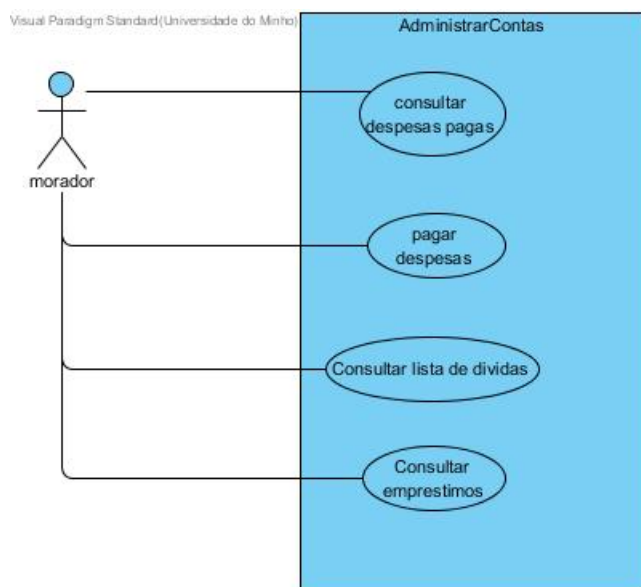 Visual Paradigm Standard(Universidade do Minho)
AdministrarContas
consultar
despesas pagas
morador
pagar
despesas
Consultar lista de dividas
Consultar
emprestimos